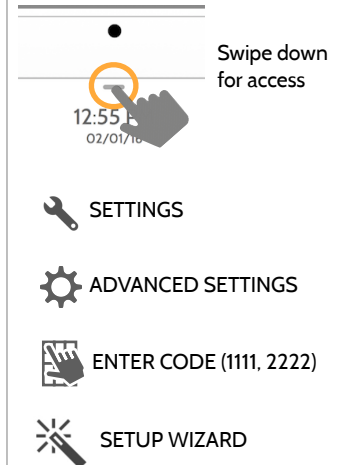 Swipe down
for access
12:55
02/01/1
SETTINGS
ADVANCED SETTINGS
ENTER CODE (1111, 2222)
SETUP WIZARD